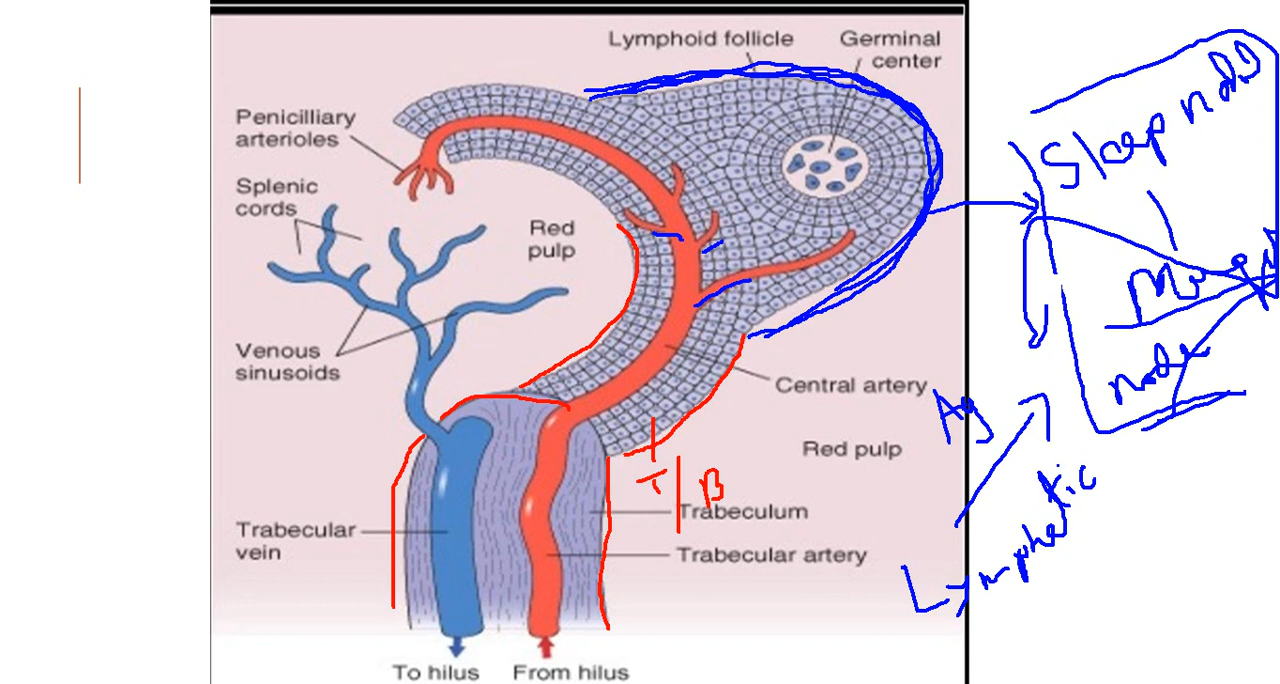 Lymphoid follicle
Germinal
center
Penicilliary
arterioles
Splenic
cords
Red
pulp
Venous
sinusoids
Central artery
Red pulp
T B
Trabeculum
Trabecular
vein
Trabecular artery
To hilus
From hilus
node
Ag